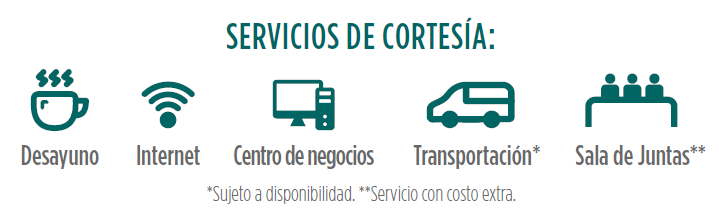 SERVICIOS DE CORTESÍA:
Desayuno Internet Centro de negocios Transportación* Sala de Juntas**
*Sujeto a disponibilidad. **Servicio con costo extra.